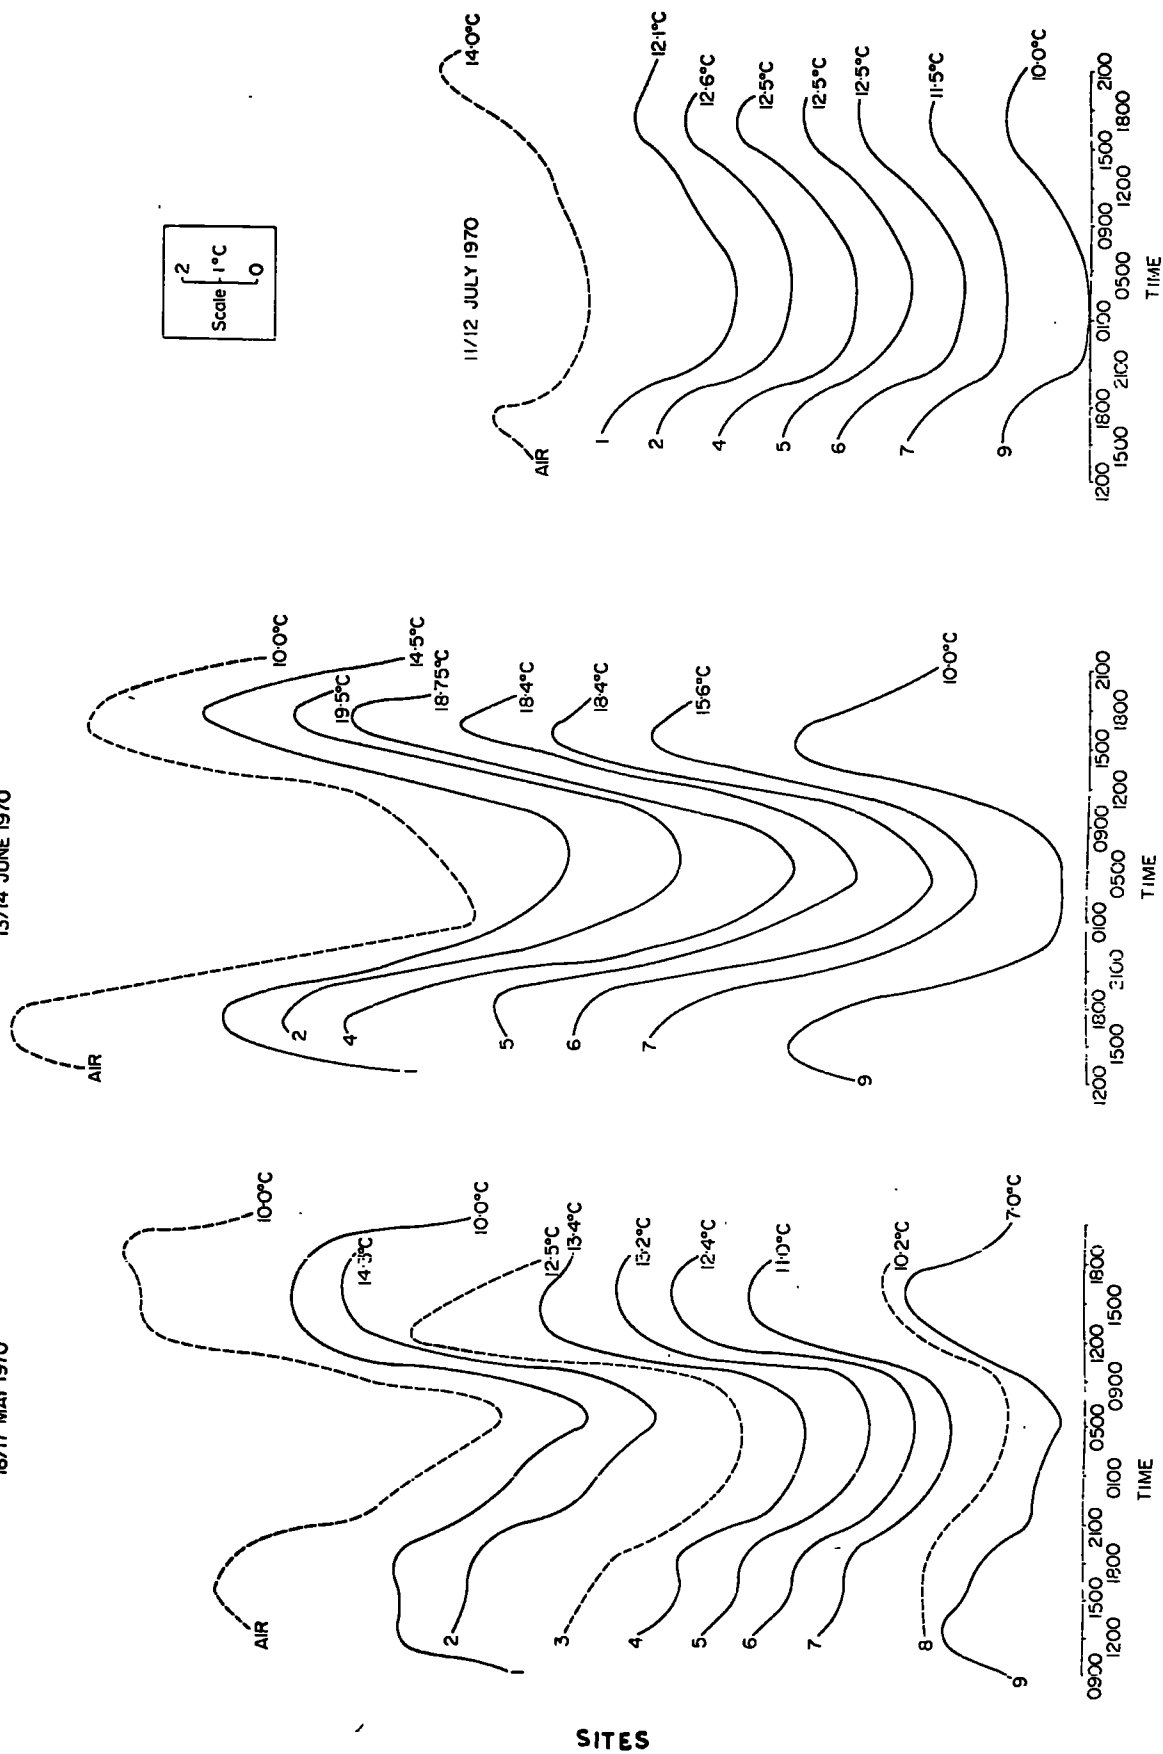 SITES
16/17 MAY 1970
AIR
10·0°C
1
10·0°C
2
14·3°C
3
12·5°C
4
13·4°C
5
13·2°C
6
12·4°C
7
11·0°C
8
10·2°C
9
7·0°C
0900 1500 2100 0500 1200 1800
1200 1800 0100 0900 1500
TIME
13/14 JUNE 1970
AIR
10·0°C
1
14·5°C
2
19·5°C
4
18·75°C
5
18·4°C
6
18·4°C
7
15·6°C
9
10·0°C
1200 1800 0100 0900 1500 2100
1500 2100 0500 1200 1800
TIME
Scale
2
1°C
0
11/12 JULY 1970
AIR
14·0°C
1
12·1°C
2
12·6°C
4
12·5°C
5
12·5°C
6
12·5°C
7
11·5°C
9
10·0°C
1200 1800 0100 0900 1500 2100
1500 2100 0500 1200 1800
TIME